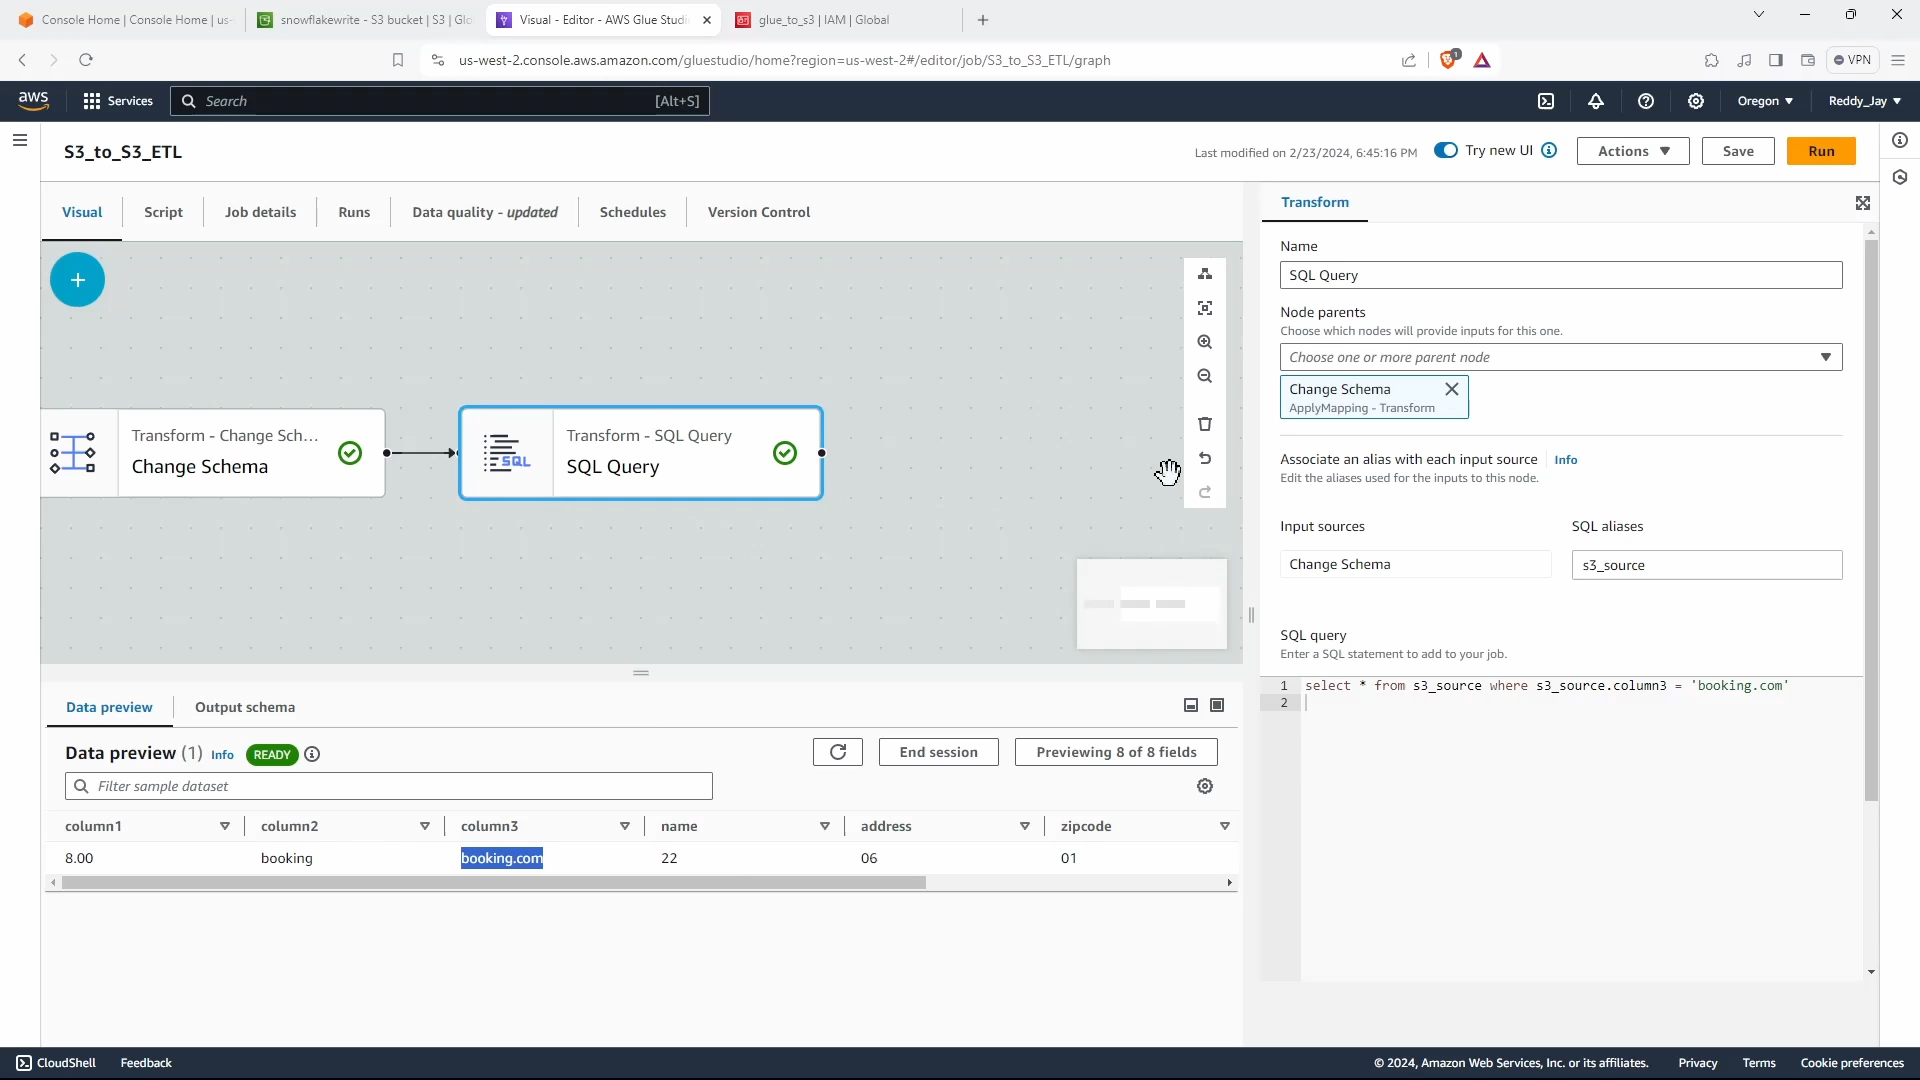 Console Home | Console Home | us-
snowflakewrite - S3 bucket | S3 | Glo
Visual - Editor - AWS Glue Studi
glue_to_s3 | IAM | Global
us-west-2.console.aws.amazon.com/gluestudio/home?region=us-west-2#/editor/job/S3_to_S3_ETL/graph
1
VPN
aws
Services
Search
[Alt+S]
Oregon
Reddy_Jay
S3_to_S3_ETL
Last modified on 2/23/2024, 6:45:16 PM
Try new UI
Actions
Save
Run
Visual
Script
Job details
Runs
Data quality - updated
Schedules
Version Control
Transform - Change Sch...
Change Schema
Transform - SQL Query
SQL
SQL Query
Transform
Name
SQL Query
Node parents
Choose which nodes will provide inputs for this one.
Choose one or more parent node
Change Schema
ApplyMapping - Transform
Associate an alias with each input source
Info
Edit the aliases used for the inputs to this node.
Input sources
SQL aliases
Change Schema
s3_source
SQL query
Enter a SQL statement to add to your job.
1 select * from s3_source where s3_source.column3 = 'booking.com'
2
Data preview
Output schema
Data preview (1) Info READY
End session
Previewing 8 of 8 fields
Filter sample dataset
column1 column2 column3 name address zipcode
8.00 booking booking.com 22 06 01
CloudShell
Feedback
© 2024, Amazon Web Services, Inc. or its affiliates.
Privacy
Terms
Cookie preferences